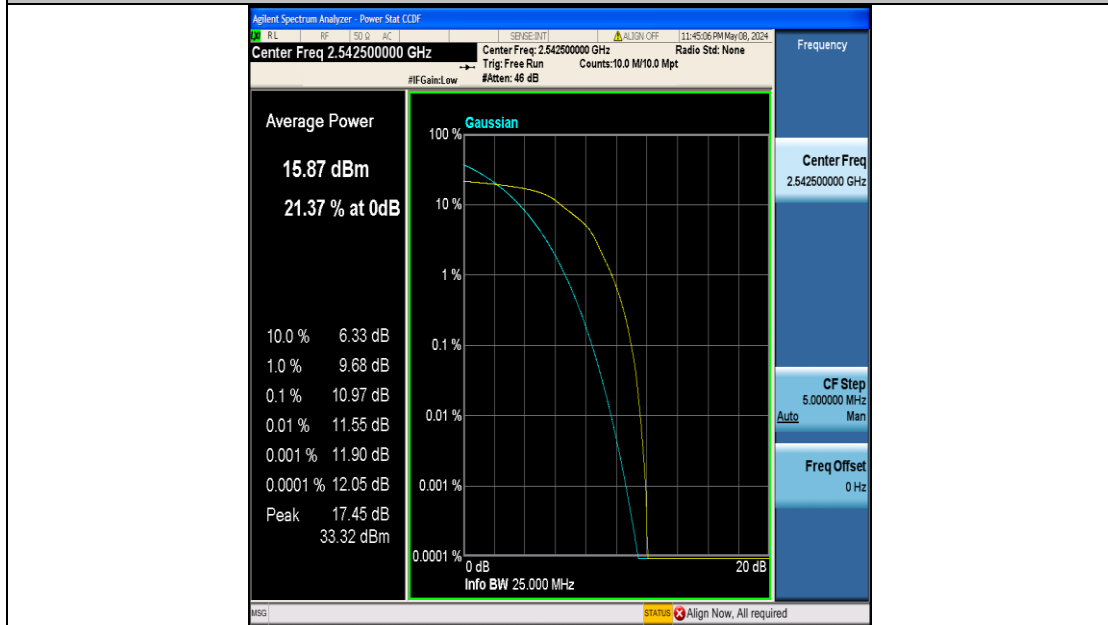 Agilent Spectrum Analyzer - Power Stat CCDF
RL RF 50 Ω AC SENSE:INT ALIGN OFF 11:45:06 PM May 08, 2024
Center Freq 2.542500000 GHz
Center Freq: 2.542500000 GHz Radio Std: None
Trig: Free Run Counts:10.0 M/10.0 Mpt
#IFGain:Low #Atten: 46 dB
Frequency
Average Power
15.87 dBm
21.37 % at 0dB
10.0 % 6.33 dB
1.0 % 9.68 dB
0.1 % 10.97 dB
0.01 % 11.55 dB
0.001 % 11.90 dB
0.0001 % 12.05 dB
Peak 17.45 dB
33.32 dBm
Gaussian
100 %
10 %
1 %
0.1 %
0.01 %
0.001 %
0.0001 %
0 dB 20 dB
Info BW 25.000 MHz
Center Freq
2.542500000 GHz
CF Step
5.000000 MHz
Auto Man
Freq Offset
0 Hz
MSG STATUS Align Now, All required